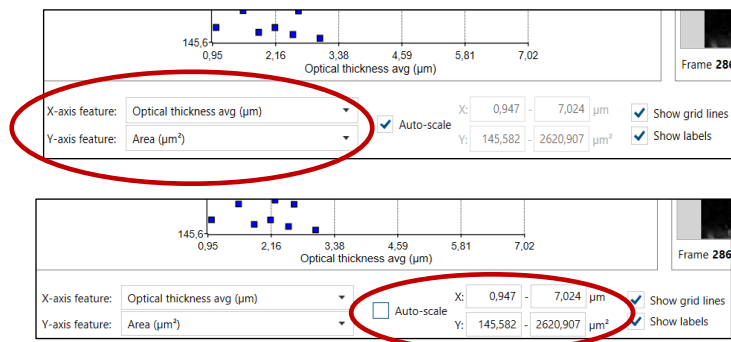 145,6
0,95 2,16 3,38 4,59 5,81 7,02
Optical thickness avg (µm)
Frame 286
X-axis feature: Optical thickness avg (µm)
Y-axis feature: Area (µm²)
Auto-scale
X: 0,947 - 7,024 µm
Y: 145,582 - 2620,907 µm²
Show grid lines
Show labels
145,6
0,95 2,16 3,38 4,59 5,81 7,02
Optical thickness avg (µm)
Frame 286
X-axis feature: Optical thickness avg (µm)
Y-axis feature: Area (µm²)
Auto-scale
X: 0,947 - 7,024 µm
Y: 145,582 - 2620,907 µm²
Show grid lines
Show labels